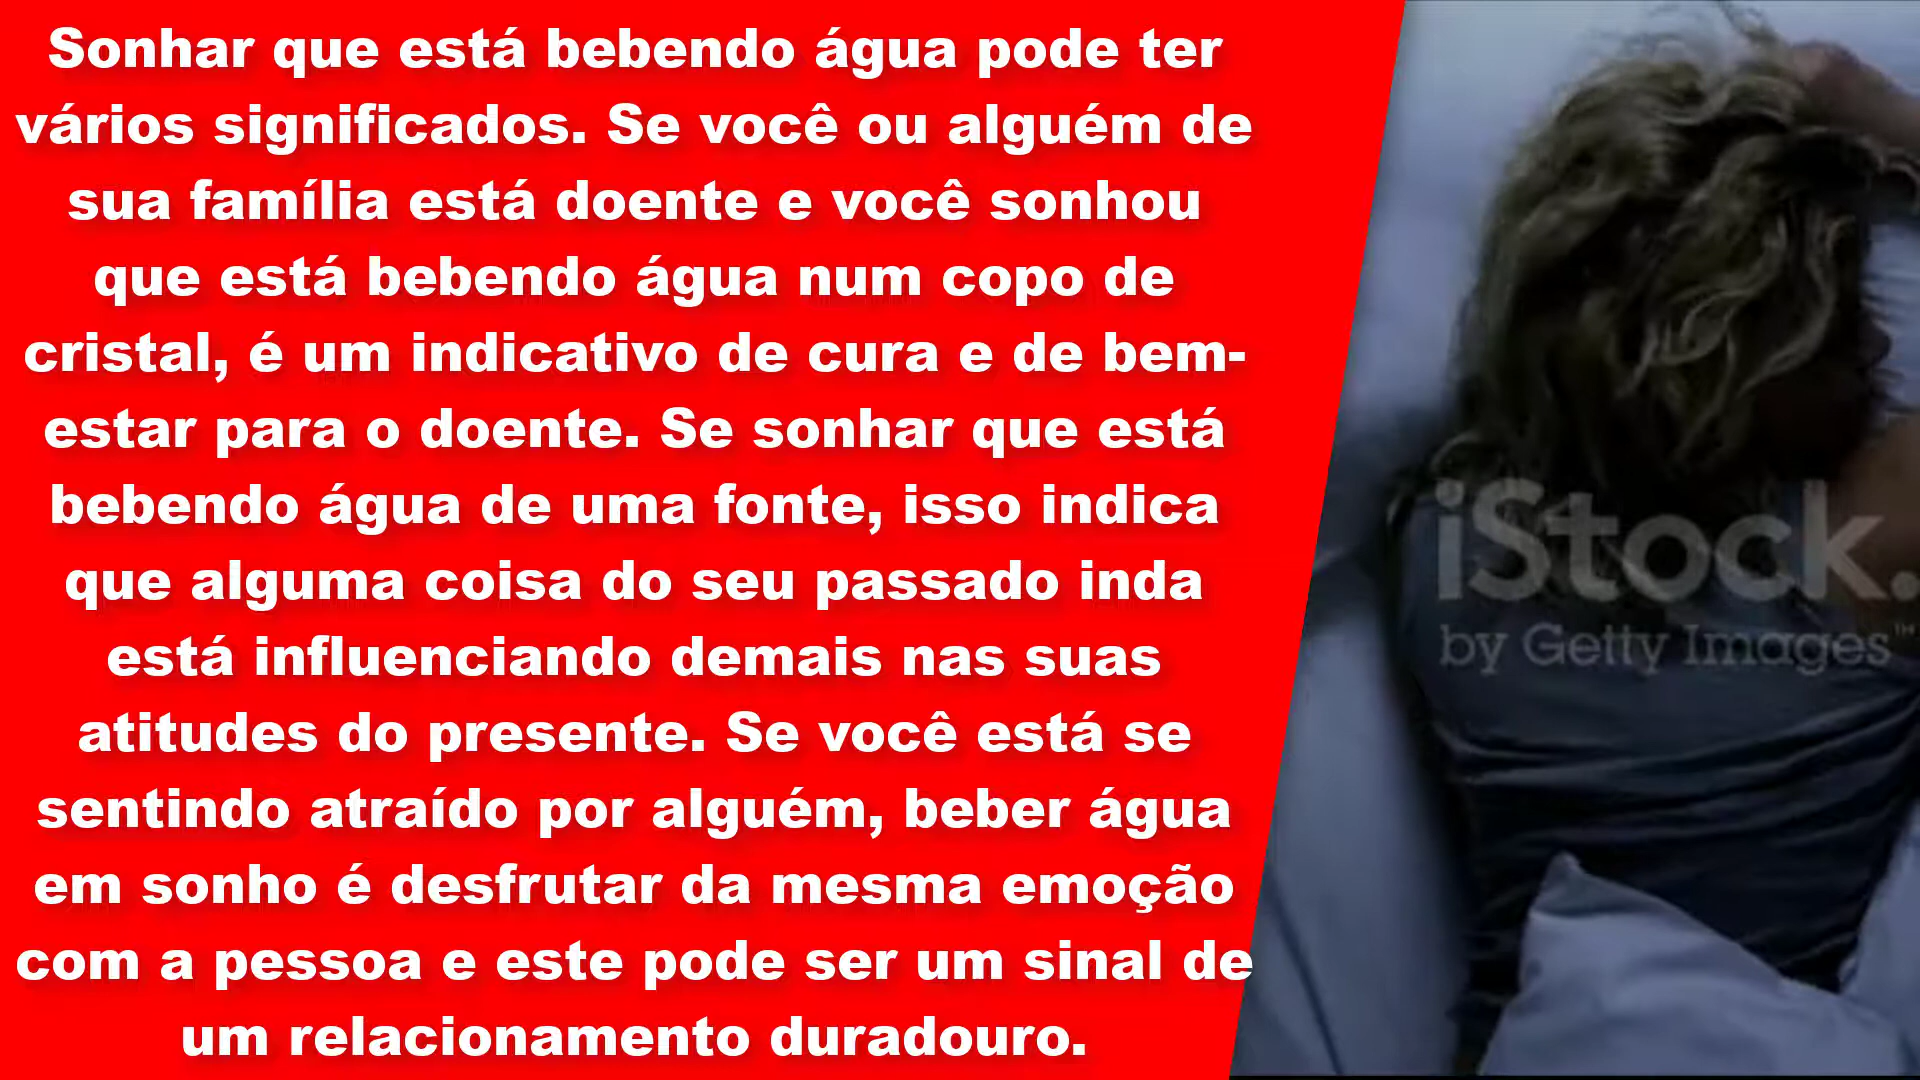 Sonhar que está bebendo água pode ter
vários significados. Se você ou alguém de
sua família está doente e você sonhou
que está bebendo água num copo de
cristal, é um indicativo de cura e de bem-
estar para o doente. Se sonhar que está
bebendo água de uma fonte, isso indica
que alguma coisa do seu passado inda
está influenciando demais nas suas
atitudes do presente. Se você está se
sentindo atraído por alguém, beber água
em sonho é desfrutar da mesma emoção
com a pessoa e este pode ser um sinal de
um relacionamento duradouro.
iStock.
by Getty Images™